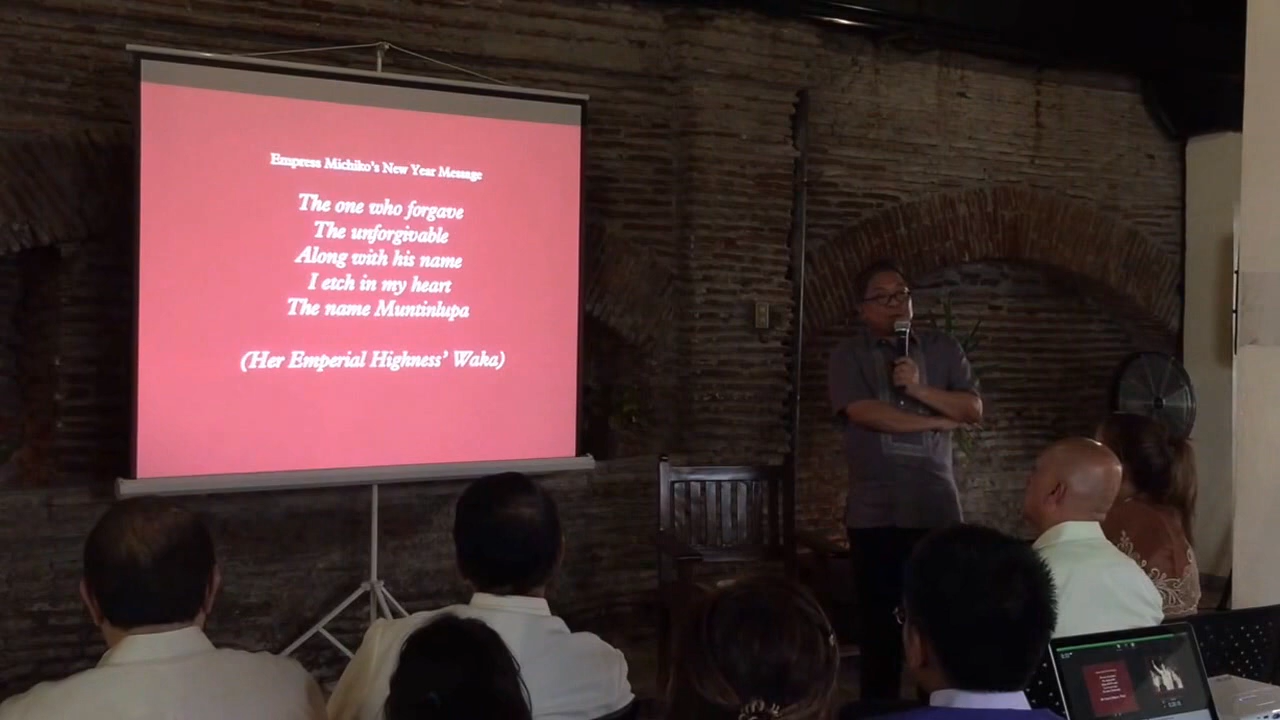 Empress Michiko's New Year Message
The one who forgave
The unforgivable
Along with his name
I etch in my heart
The name Muntinlupa
(Her Emperial Highness' Waka)